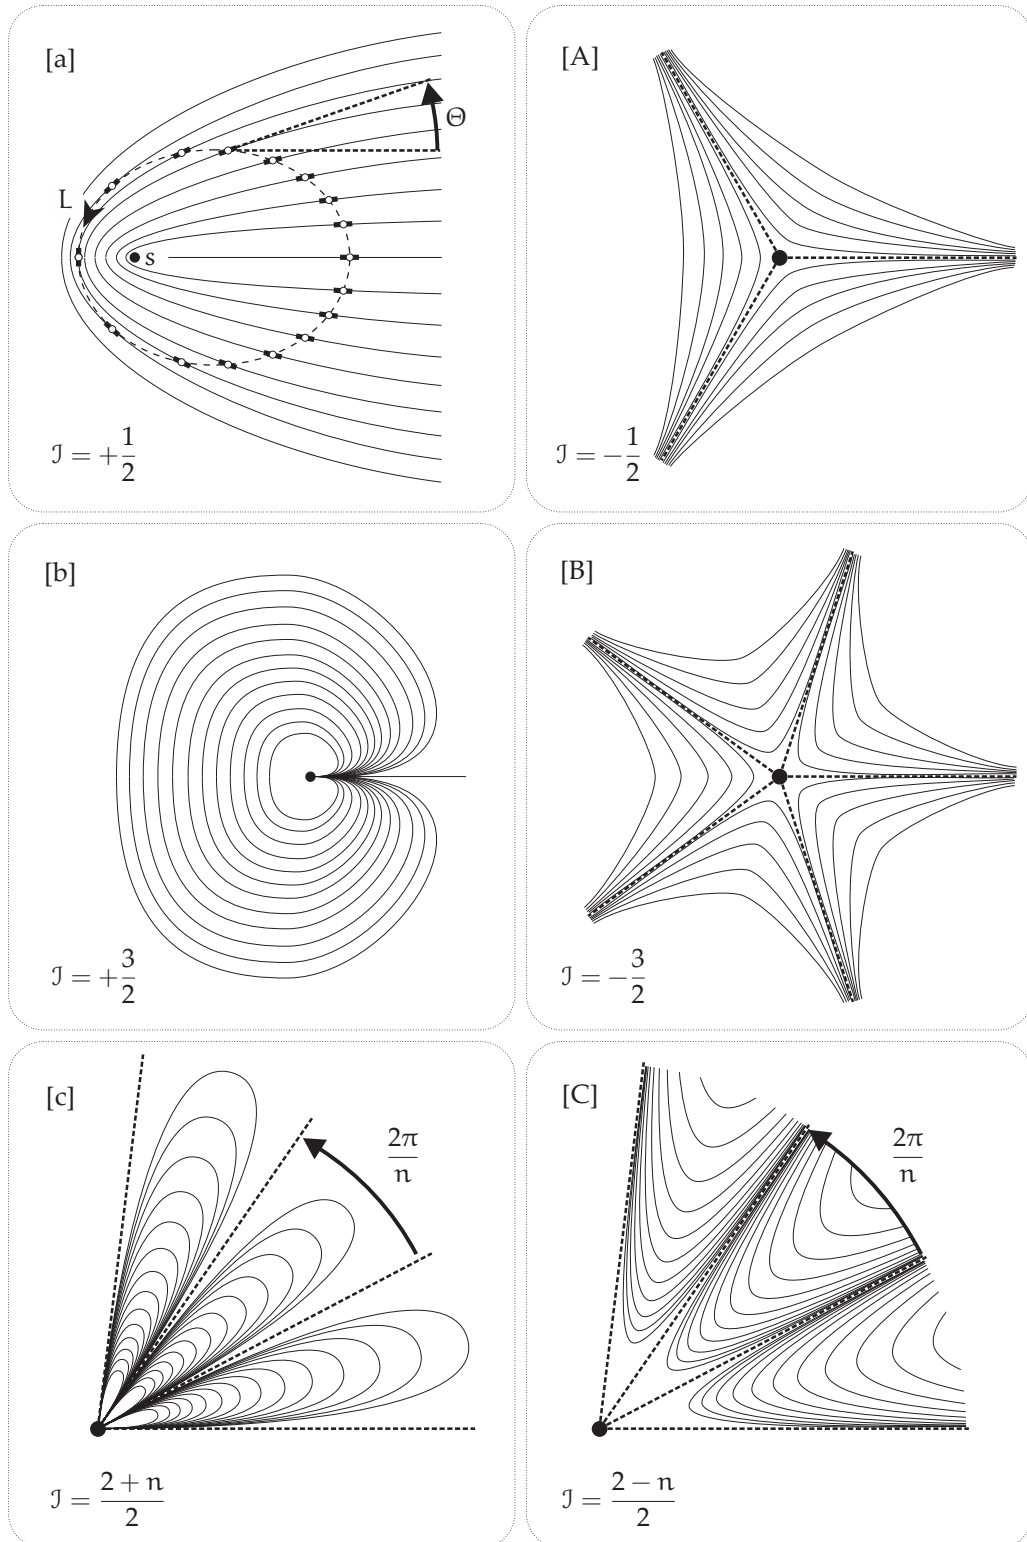 [a]
Θ
L
s
ℐ = +1/2
[A]
ℐ = −1/2
[b]
ℐ = +3/2
[B]
ℐ = −3/2
[c]
2π/n
ℐ = (2 + n)/2
[C]
2π/n
ℐ = (2 − n)/2